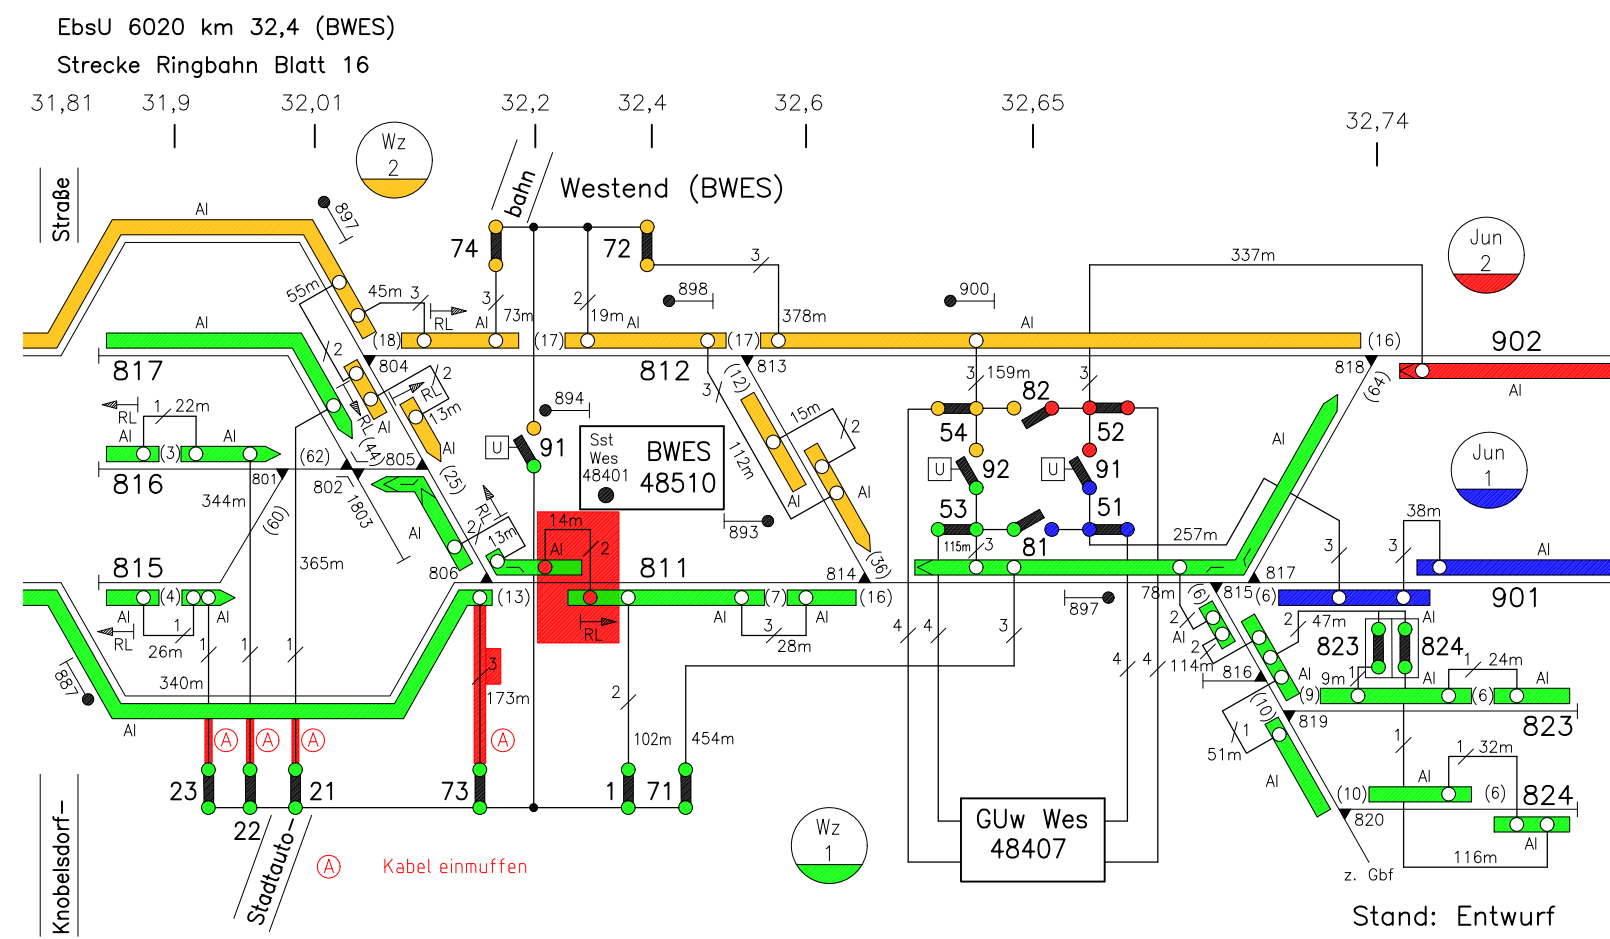 EbsU 6020 km 32,4 (BWES)
Strecke Ringbahn Blatt 16
31,81 31,9 32,01 32,2 32,4 32,6 32,65 32,74
Wz
2
Straße
bahn
Westend (BWES)
Al
897
74
72
3
898
900
337m
Jun
2
55m
45m
3
RL
Al
3
73m
2
19m
Al
378m
Al
(18)
(17)
(17)
(16)
902
Al
817
804
812
813
818
(64)
Al
2
2
RL
13m
RL
Al
(44)
Al
(25)
(12)
3
15m
2
112m
Al
Al
(36)
3
159m
3
82
54
52
RL
1
22m
Al
(3)
Al
(62)
805
801
802
1803
816
344m
(60)
894
U
91
Sst
Wes
48401
BWES
48510
893
U
92
U
91
53
51
81
115m
3
257m
Al
Jun
1
38m
3
3
Al
901
RL
2
13m
Al
14m
Al
2
806
811
814
815
817
815
(4)
Al
Al
RL
1
26m
365m
1
1
1
340m
(13)
RL
(7)
Al
Al
(16)
3
28m
897
78m
(6)
(6)
Al
2
Al
2
114m
2
47m
823
824
816
Al
(9)
9m
1
1
24m
Al
(6)
Al
887
Al
3
173m
2
102m
454m
3
4
4
4
4
A
A
A
23
22
21
73
1
71
(10)
1
51m
Al
819
823
1
1
32m
Al
(10)
(6)
824
820
Al
116m
z. Gbf
Knobelsdorf-
Stadtauto-
A Kabel einmuffen
Wz
1
GUw Wes
48407
Stand: Entwurf